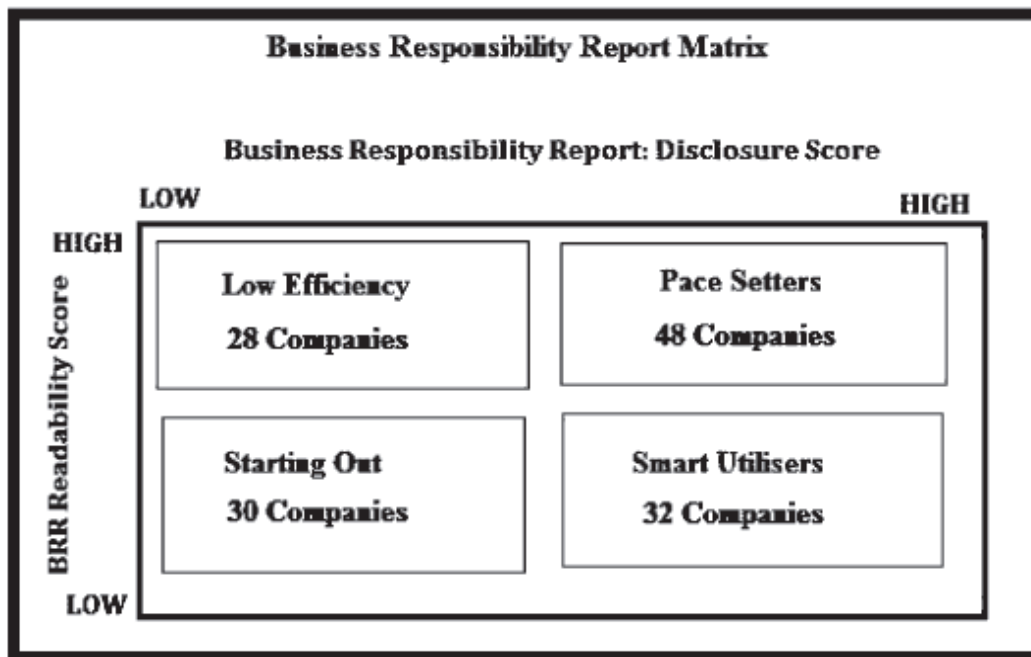 Business Responsibility Report Matrix
Business Responsibility Report: Disclosure Score
LOW
HIGH
HIGH
BRR Readability Score
LOW
Low Efficiency
28 Companies
Pace Setters
48 Companies
Starting Out
30 Companies
Smart Utilisers
32 Companies